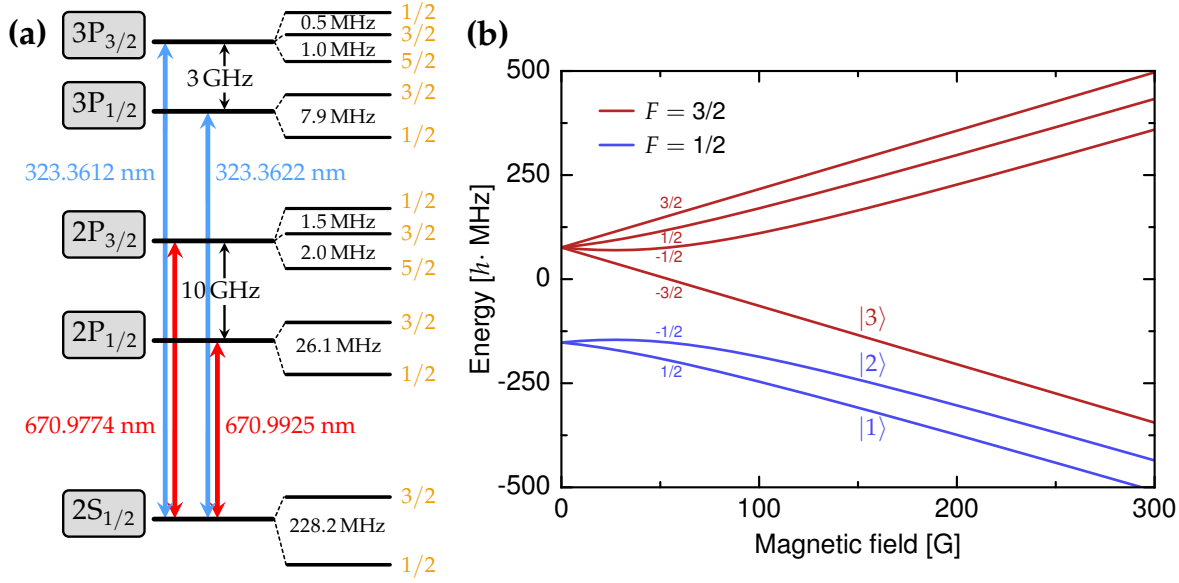 (a)
3P3/2
0.5 MHz
1.0 MHz
1/2
3/2
5/2
3 GHz
3P1/2
7.9 MHz
3/2
1/2
323.3612 nm
323.3622 nm
2P3/2
1.5 MHz
2.0 MHz
1/2
3/2
5/2
10 GHz
2P1/2
26.1 MHz
3/2
1/2
670.9774 nm
670.9925 nm
2S1/2
228.2 MHz
3/2
1/2
(b)
Energy [h· MHz]
500
250
0
-250
-500
F = 3/2
F = 1/2
3/2
1/2
-1/2
-3/2
-1/2
1/2
|3⟩
|2⟩
|1⟩
0
100
200
300
Magnetic field [G]